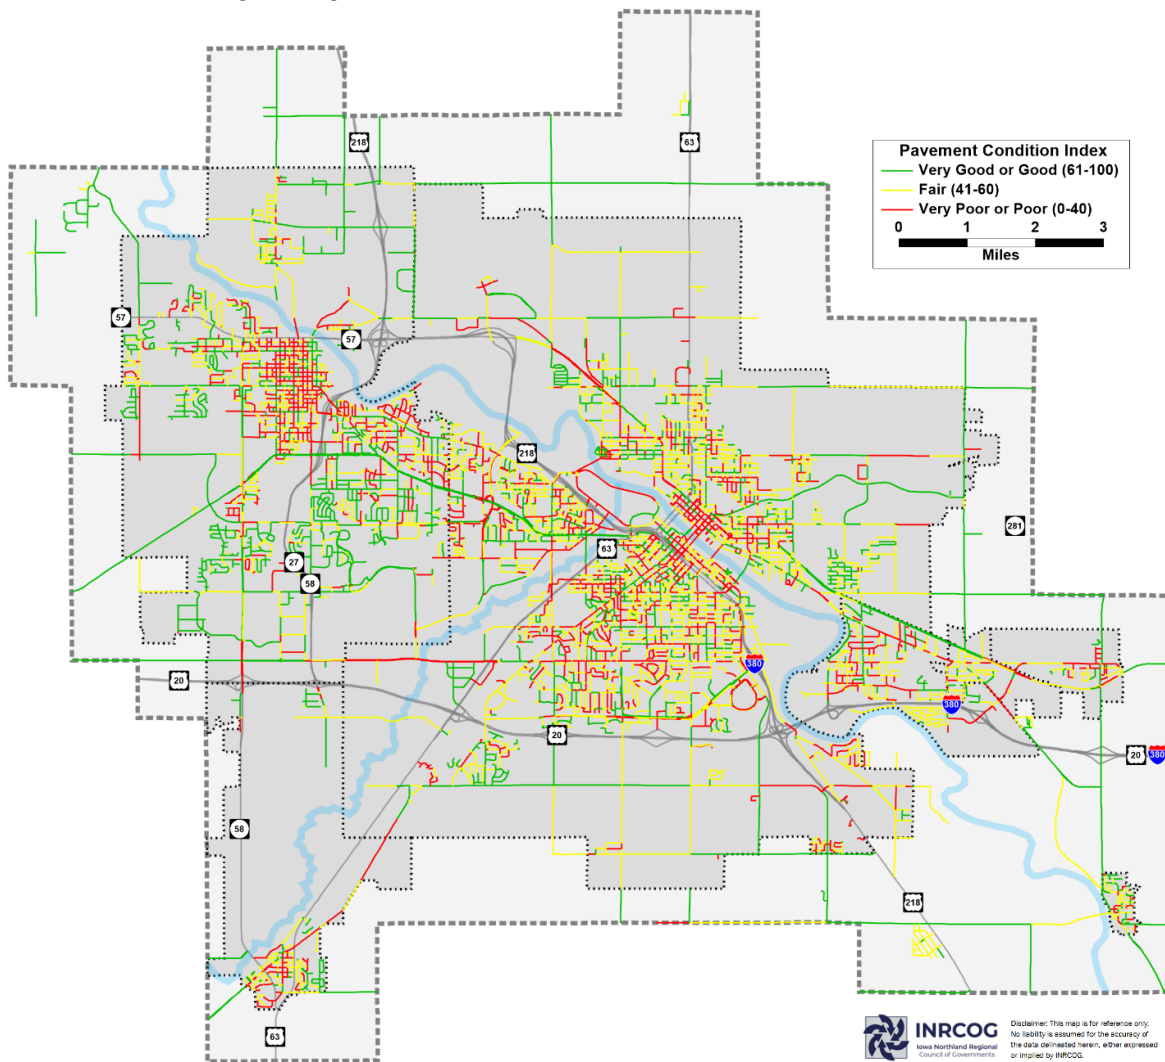 218
63
Pavement Condition Index
Very Good or Good (61-100)
Fair (41-60)
Very Poor or Poor (0-40)
0 1 2 3
Miles
57
57
218
281
63
27
58
380
20
380
20
20
380
58
218
63
INRCOG
Iowa Northland Regional
Council of Governments
Disclaimer: This map is for reference only.
No liability is assumed for the accuracy of
the data delineated herein, either expressed
or implied by INRCOG.